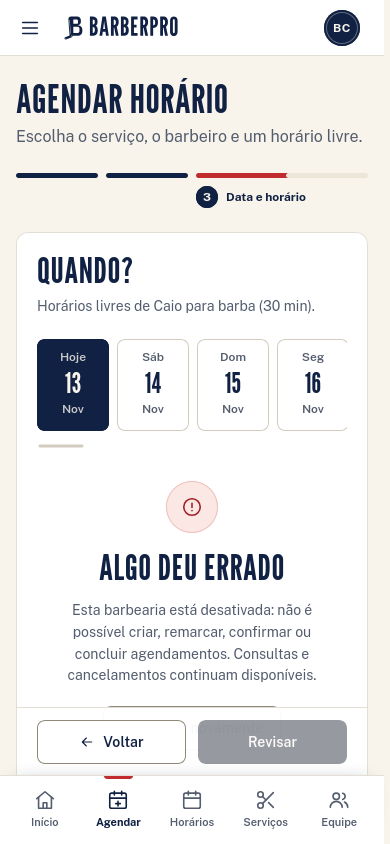 BARBERPRO
BC
AGENDAR HORÁRIO
Escolha o serviço, o barbeiro e um horário livre.
3 Data e horário
QUANDO?
Horários livres de Caio para barba (30 min).
Hoje Sáb Dom Seg
13 14 15 16
Nov Nov Nov Nov
ALGO DEU ERRADO
Esta barbearia está desativada: não é
possível criar, remarcar, confirmar ou
concluir agendamentos. Consultas e
cancelamentos continuam disponíveis.
← Voltar Revisar
Início Agendar Horários Serviços Equipe